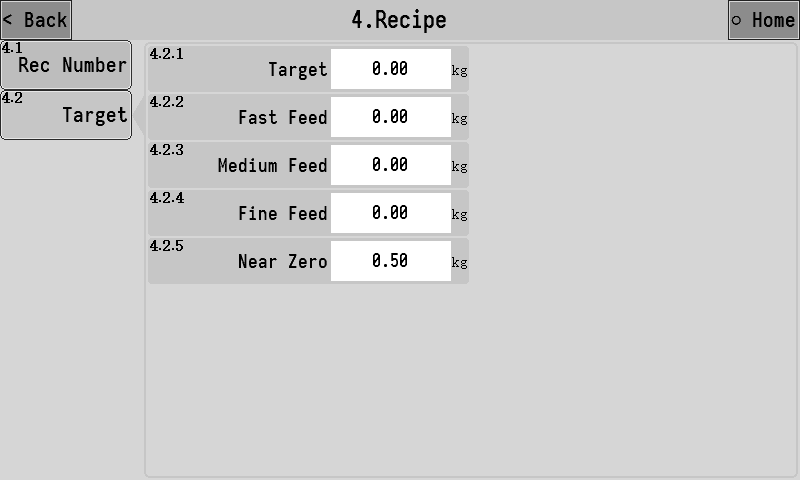 < Back
4.Recipe
○ Home
4.1
Rec Number
4.2
Target
4.2.1
Target 0.00 kg
4.2.2
Fast Feed 0.00 kg
4.2.3
Medium Feed 0.00 kg
4.2.4
Fine Feed 0.00 kg
4.2.5
Near Zero 0.50 kg